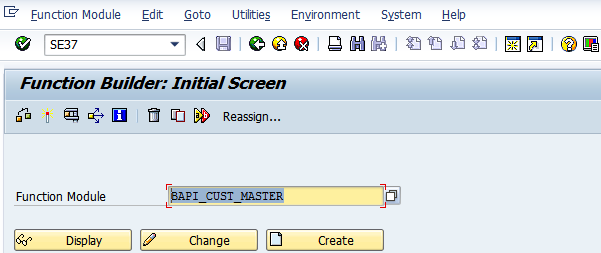 Function Module Edit Goto Utilities Environment System Help
SE37
Function Builder: Initial Screen
Reassign...
Function Module BAPI_CUST_MASTER
Display Change Create